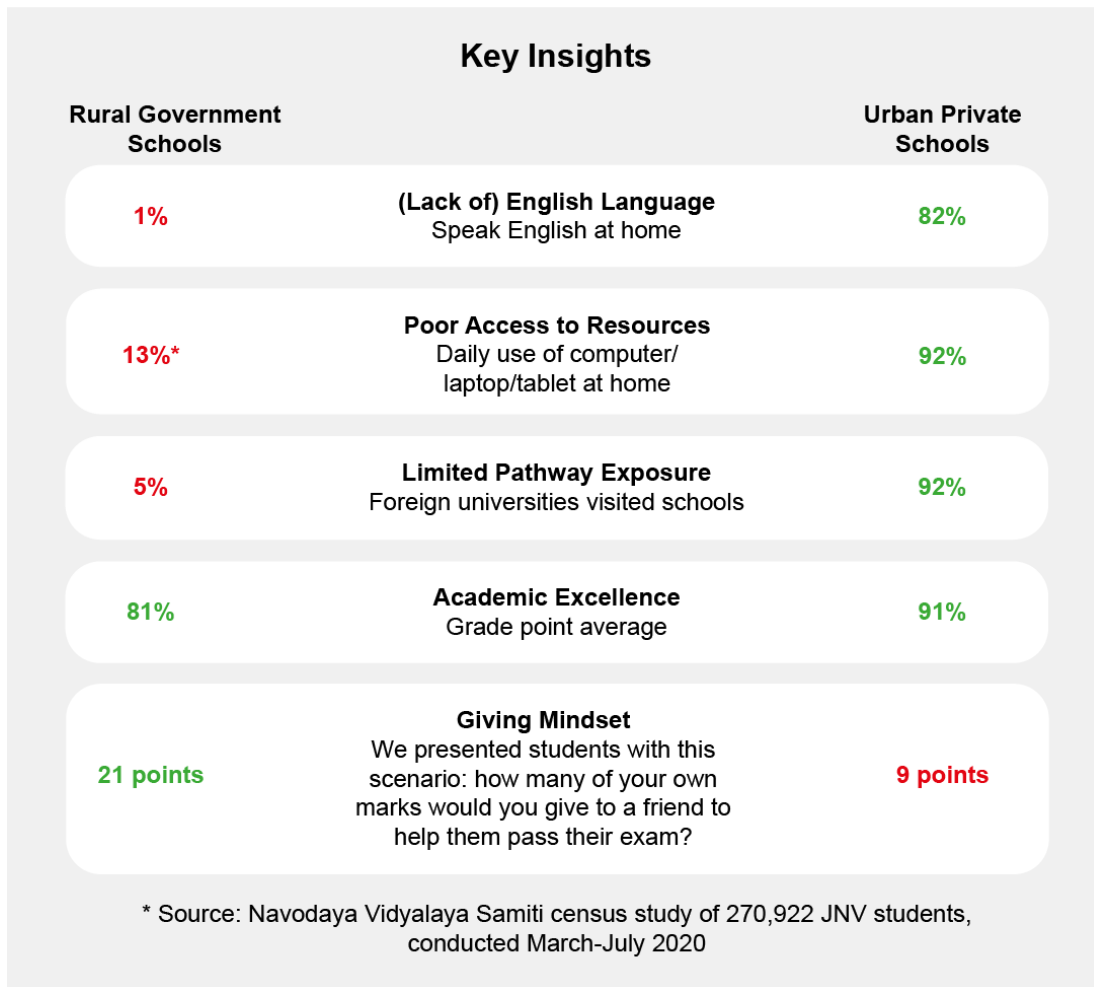 Key Insights
Rural Government
Schools
Urban Private
Schools
1%
(Lack of) English Language
Speak English at home
82%
13%*
Poor Access to Resources
Daily use of computer/
laptop/tablet at home
92%
5%
Limited Pathway Exposure
Foreign universities visited schools
92%
81%
Academic Excellence
Grade point average
91%
21 points
Giving Mindset
We presented students with this
scenario: how many of your own
marks would you give to a friend to
help them pass their exam?
9 points
* Source: Navodaya Vidyalaya Samiti census study of 270,922 JNV students,
conducted March-July 2020